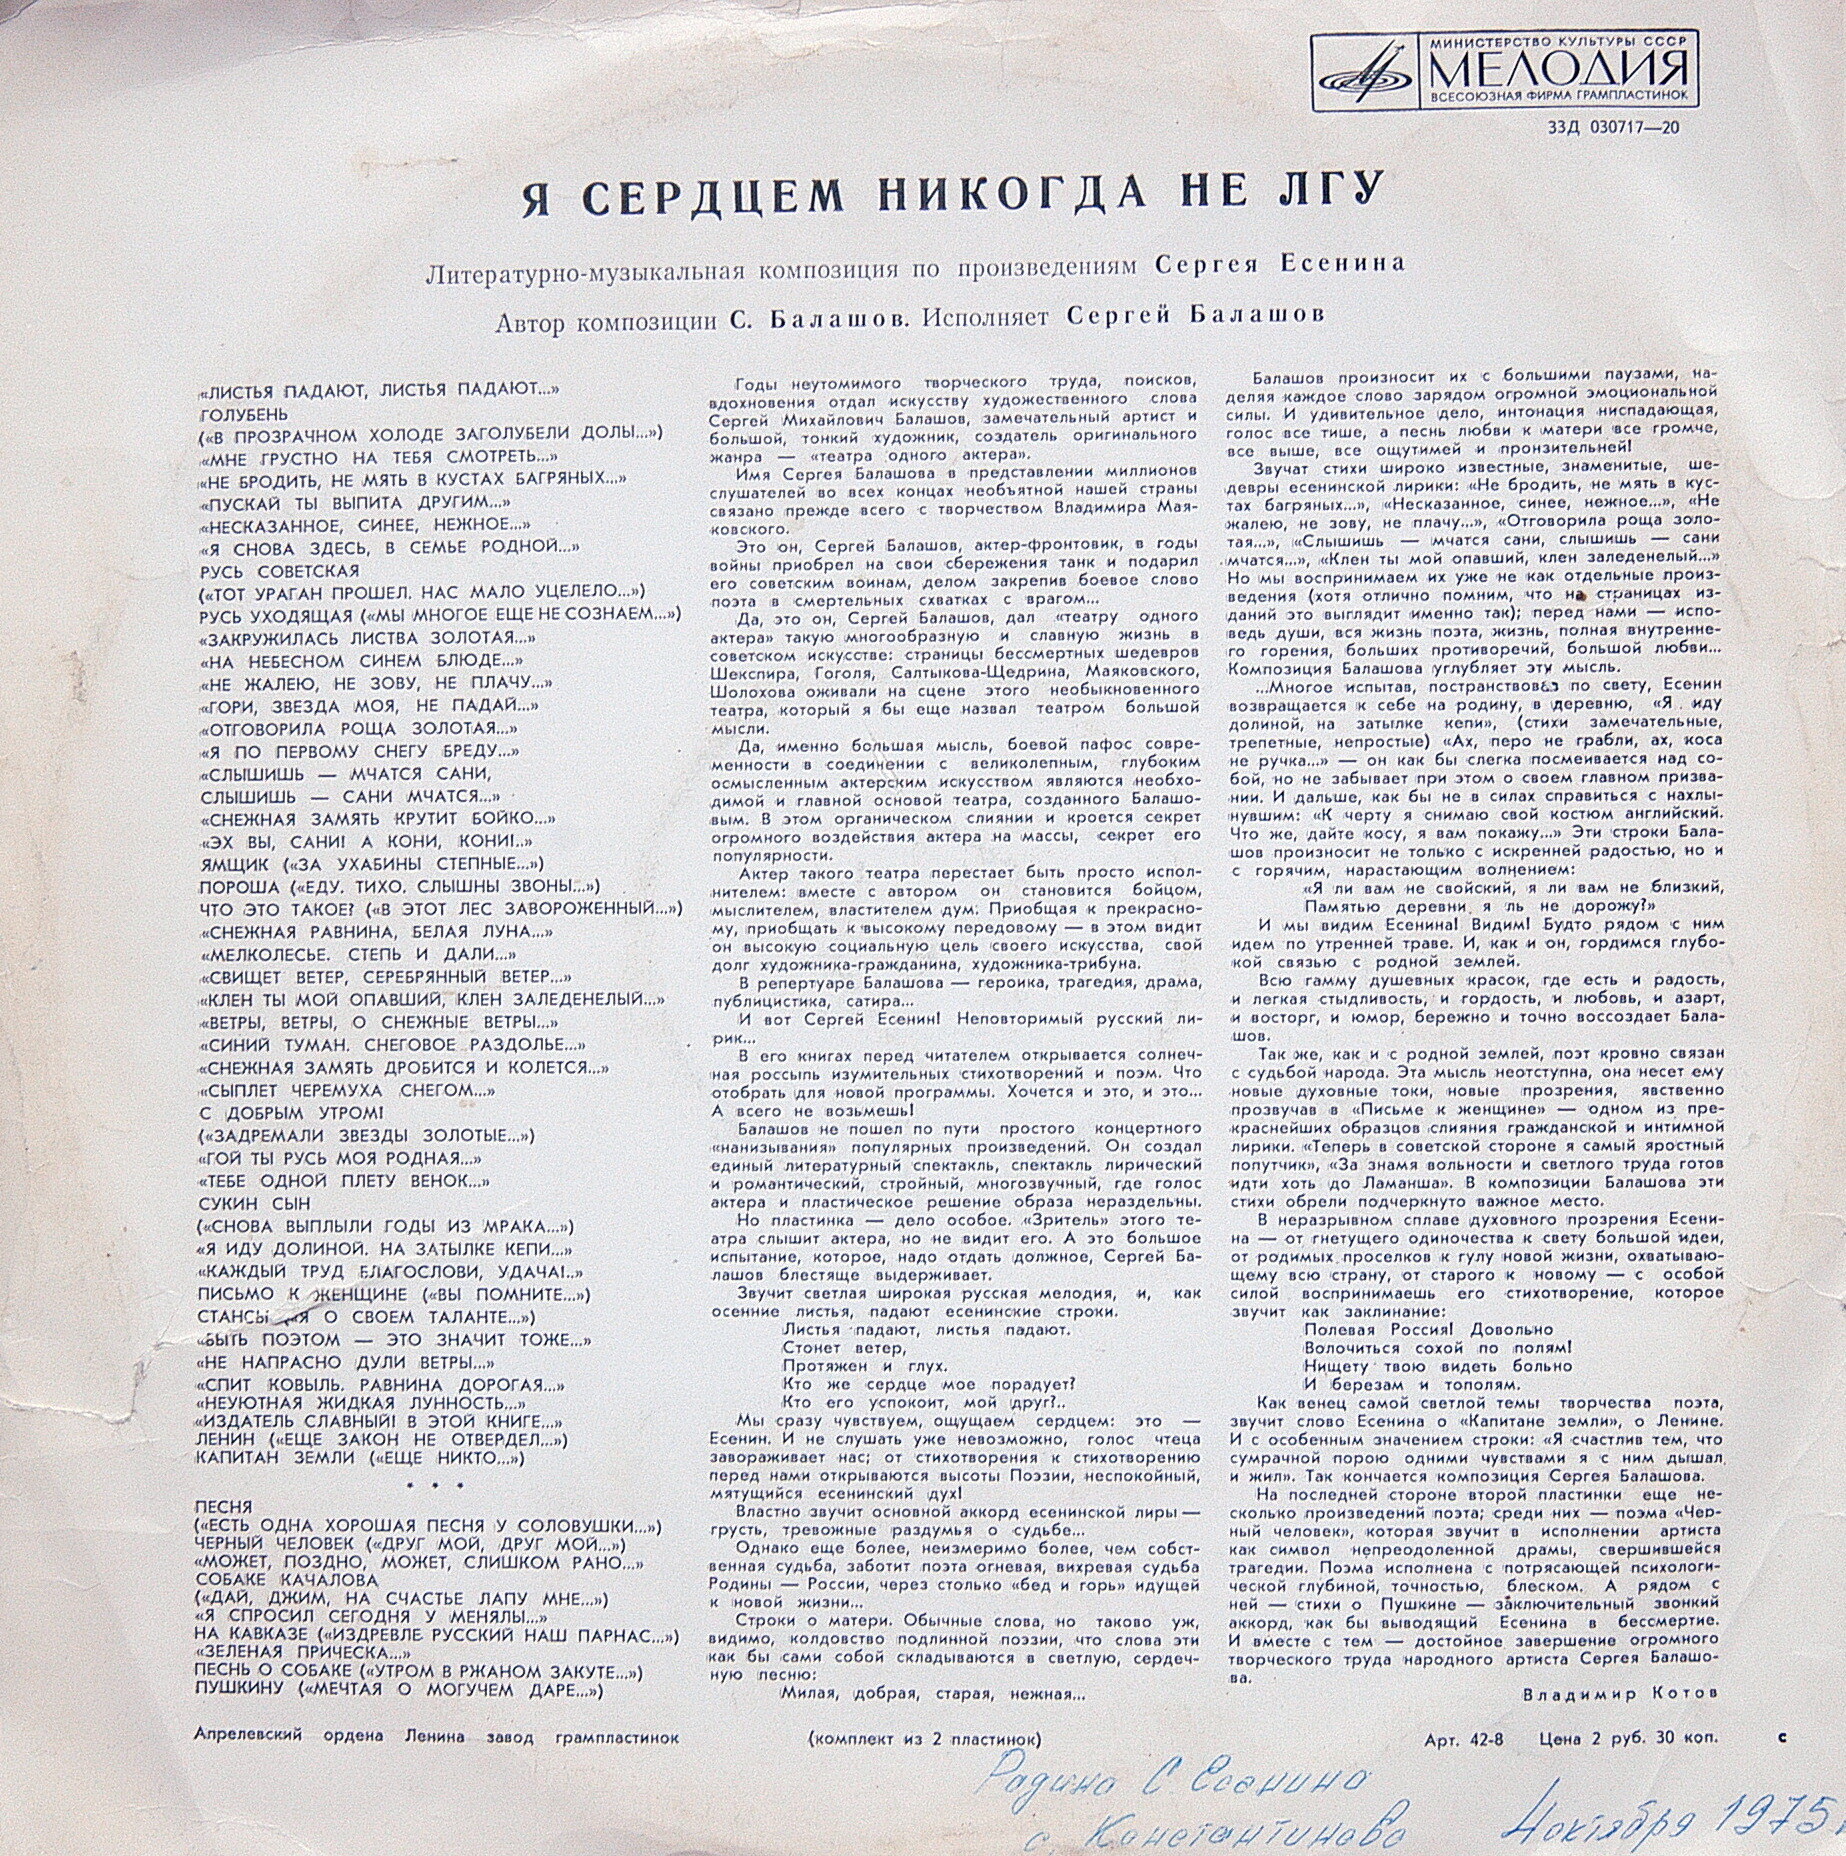 МИНИСТЕРСТВО КУЛЬТУРЫ СССР
МЕЛОДИЯ
ВСЕСОЮЗНАЯ ФИРМА ГРАМПЛАСТИНОК
33Д 030717—20
Я СЕРДЦЕМ НИКОГДА НЕ ЛГУ
Литературно-музыкальная композиция по произведениям Сергея Есенина
Автор композиции С. Балашов. Исполняет Сергей Балашов
«ЛИСТЬЯ ПАДАЮТ, ЛИСТЬЯ ПАДАЮТ...»
ГОЛУБЕНЬ
(«В ПРОЗРАЧНОМ ХОЛОДЕ ЗАГОЛУБЕЛИ ДОЛЫ...»)
«МНЕ ГРУСТНО НА ТЕБЯ СМОТРЕТЬ...»
«НЕ БРОДИТЬ, НЕ МЯТЬ В КУСТАХ БАГРЯНЫХ...»
«ПУСКАЙ ТЫ ВЫПИТА ДРУГИМ...»
«НЕСКАЗАННОЕ, СИНЕЕ, НЕЖНОЕ...»
«Я СНОВА ЗДЕСЬ, В СЕМЬЕ РОДНОЙ...»
РУСЬ СОВЕТСКАЯ
(«ТОТ УРАГАН ПРОШЕЛ. НАС МАЛО УЦЕЛЕЛО...»)
РУСЬ УХОДЯЩАЯ («МЫ МНОГОЕ ЕЩЕ НЕ СОЗНАЕМ...»)
«ЗАКРУЖИЛАСЬ ЛИСТВА ЗОЛОТАЯ...»
«НА НЕБЕСНОМ СИНЕМ БЛЮДЕ...»
«НЕ ЖАЛЕЮ, НЕ ЗОВУ, НЕ ПЛАЧУ...»
«ГОРИ, ЗВЕЗДА МОЯ, НЕ ПАДАЙ...»
«ОТГОВОРИЛА РОЩА ЗОЛОТАЯ...»
«Я ПО ПЕРВОМУ СНЕГУ БРЕДУ...»
«СЛЫШИШЬ — МЧАТСЯ САНИ,
СЛЫШИШЬ — САНИ МЧАТСЯ...»
«СНЕЖНАЯ ЗАМЯТЬ КРУТИТ БОЙКО...»
«ЭХ ВЫ, САНИ! А КОНИ, КОНИ!..»
ЯМЩИК («ЗА УХАБИНЫ СТЕПНЫЕ...»)
ПОРОША («ЕДУ. ТИХО. СЛЫШНЫ ЗВОНЫ...»)
ЧТО ЭТО ТАКОЕ? («В ЭТОТ ЛЕС ЗАВОРОЖЕННЫЙ...»)
«СНЕЖНАЯ РАВНИНА, БЕЛАЯ ЛУНА...»
«МЕЛКОЛЕСЬЕ. СТЕПЬ И ДАЛИ...»
«СВИЩЕТ ВЕТЕР, СЕРЕБРЯННЫЙ ВЕТЕР...»
«КЛЕН ТЫ МОЙ ОПАВШИЙ, КЛЕН ЗАЛЕДЕНЕЛЫЙ...»
«ВЕТРЫ, ВЕТРЫ, О СНЕЖНЫЕ ВЕТРЫ...»
«СИНИЙ ТУМАН. СНЕГОВОЕ РАЗДОЛЬЕ...»
«СНЕЖНАЯ ЗАМЯТЬ ДРОБИТСЯ И КОЛЕТСЯ...»
«СЫПЛЕТ ЧЕРЕМУХА СНЕГОМ...»
С ДОБРЫМ УТРОМ!
(«ЗАДРЕМАЛИ ЗВЕЗДЫ ЗОЛОТЫЕ...»)
«ГОЙ ТЫ РУСЬ МОЯ РОДНАЯ...»
«ТЕБЕ ОДНОЙ ПЛЕТУ ВЕНОК...»
СУКИН СЫН
(«СНОВА ВЫПЛЫЛИ ГОДЫ ИЗ МРАКА...»)
«Я ИДУ ДОЛИНОЙ. НА ЗАТЫЛКЕ КЕПИ...»
«КАЖДЫЙ ТРУД БЛАГОСЛОВИ, УДАЧА!..»
ПИСЬМО К ЖЕНЩИНЕ («ВЫ ПОМНИТЕ...»)
СТАНСЫ («Я О СВОЕМ ТАЛАНТЕ...»)
«БЫТЬ ПОЭТОМ — ЭТО ЗНАЧИТ ТОЖЕ...»
«НЕ НАПРАСНО ДУЛИ ВЕТРЫ...»
«СПИТ КОВЫЛЬ. РАВНИНА ДОРОГАЯ...»
«НЕУЮТНАЯ ЖИДКАЯ ЛУННОСТЬ...»
«ИЗДАТЕЛЬ СЛАВНЫЙ! В ЭТОЙ КНИГЕ...»
ЛЕНИН («ЕЩЕ ЗАКОН НЕ ОТВЕРДЕЛ...»)
КАПИТАН ЗЕМЛИ («ЕЩЕ НИКТО...»)
* * *
ПЕСНЯ
(«ЕСТЬ ОДНА ХОРОШАЯ ПЕСНЯ У СОЛОВУШКИ...»)
ЧЕРНЫЙ ЧЕЛОВЕК («ДРУГ МОЙ, ДРУГ МОЙ...»)
«МОЖЕТ, ПОЗДНО, МОЖЕТ, СЛИШКОМ РАНО...»
СОБАКЕ КАЧАЛОВА
(«ДАЙ, ДЖИМ, НА СЧАСТЬЕ ЛАПУ МНЕ...»)
«Я СПРОСИЛ СЕГОДНЯ У МЕНЯЛЫ...»
НА КАВКАЗЕ («ИЗДРЕВЛЕ РУССКИЙ НАШ ПАРНАС...»)
«ЗЕЛЕНАЯ ПРИЧЕСКА...»
ПЕСНЬ О СОБАКЕ («УТРОМ В РЖАНОМ ЗАКУТЕ...»)
ПУШКИНУ («МЕЧТАЯ О МОГУЧЕМ ДАРЕ...»)
Годы неутомимого творческого труда, поисков,
вдохновения отдал искусству художественного слова
Сергей Михайлович Балашов, замечательный артист и
большой, тонкий художник, создатель оригинального
жанра — «театра одного актера».
Имя Сергея Балашова в представлении миллионов
слушателей во всех концах необъятной нашей страны
связано прежде всего с творчеством Владимира Мая-
ковского.
Это он, Сергей Балашов, актер-фронтовик, в годы
войны приобрел на свои сбережения танк и подарил
его советским воинам, делом закрепив боевое слово
поэта в смертельных схватках с врагом...
Да, это он, Сергей Балашов, дал «театру одного
актера» такую многообразную и славную жизнь в
советском искусстве: страницы бессмертных шедевров
Шекспира, Гоголя, Салтыкова-Щедрина, Маяковского,
Шолохова оживали на сцене этого необыкновенного
театра, который я бы еще назвал театром большой
мысли.
Да, именно большая мысль, боевой пафос совре-
менности в соединении с великолепным, глубоким
осмысленным актерским искусством являются необхо-
димой и главной основой театра, созданного Балашо-
вым. В этом органическом слиянии и кроется секрет
огромного воздействия актера на массы, секрет его
популярности.
Актер такого театра перестает быть просто испол-
нителем: вместе с автором он становится бойцом,
мыслителем, властителем дум. Приобщая к прекрасно-
му, приобщать к высокому передовому — в этом видит
он высокую социальную цель своего искусства, свой
долг художника-гражданина, художника-трибуна.
В репертуаре Балашова — героика, трагедия, драма,
публицистика, сатира...
И вот Сергей Есенин! Неповторимый русский ли-
рик...
В его книгах перед читателем открывается солнеч-
ная россыпь изумительных стихотворений и поэм. Что
отобрать для новой программы. Хочется и это, и это...
А всего не возьмешь!
Балашов не пошел по пути простого концертного
«нанизывания» популярных произведений. Он создал
единый литературный спектакль, спектакль лирический
и романтический, стройный, многозвучный, где голос
актера и пластическое решение образа нераздельны.
Но пластинка — дело особое. «Зритель» этого те-
атра слышит актера, но не видит его. А это большое
испытание, которое, надо отдать должное, Сергей Ба-
лашов блестяще выдерживает.
Звучит светлая широкая русская мелодия, и, как
осенние листья, падают есенинские строки.
Листья падают, листья падают.
Стонет ветер,
Протяжен и глух.
Кто же сердце мое порадует?
Кто его успокоит, мой друг?..
Мы сразу чувствуем, ощущаем сердцем: это —
Есенин. И не слушать уже невозможно, голос чтеца
завораживает нас; от стихотворения к стихотворению
перед нами открываются высоты Поэзии, неспокойный,
мятущийся есенинский дух!
Властно звучит основной аккорд есенинской лиры —
грусть, тревожные раздумья о судьбе...
Однако еще более, неизмеримо более, чем собст-
венная судьба, заботит поэта огневая, вихревая судьба
Родины — России, через столько «бед и горь» идущей
к новой жизни...
Строки о матери. Обычные слова, но таково уж,
видимо, колдовство подлинной поэзии, что слова эти
как бы сами собой складываются в светлую, сердеч-
ную песню:
Милая, добрая, старая, нежная...
Балашов произносит их с большими паузами, на-
деляя каждое слово зарядом огромной эмоциональной
силы. И удивительное дело, интонация ниспадающая,
голос все тише, а песнь любви к матери все громче,
все выше, все ощутимей и пронзительней!
Звучат стихи широко известные, знаменитые, ше-
девры есенинской лирики: «Не бродить, не мять в кус-
тах багряных...», «Несказанное, синее, нежное...», «Не
жалею, не зову, не плачу...», «Отговорила роща золо-
тая...», «Слышишь — мчатся сани, слышишь — сани
мчатся...», «Клен ты мой опавший, клен заледенелый...»
Но мы воспринимаем их уже не как отдельные произ-
ведения (хотя отлично помним, что на страницах из-
даний это выглядит именно так); перед нами — испо-
ведь души, вся жизнь поэта, жизнь, полная внутренне-
го горения, больших противоречий, большой любви...
Композиция Балашова углубляет эту мысль.
...Многое испытав, постранствовав по свету, Есенин
возвращается к себе на родину, в деревню, «Я иду
долиной, на затылке кепи», (стихи замечательные,
трепетные, непростые) «Ах, перо не грабли, ах, коса
не ручка...» — он как бы слегка посмеивается над со-
бой, но не забывает при этом о своем главном призва-
нии. И дальше, как бы не в силах справиться с нахлы-
нувшим: «К черту я снимаю свой костюм английский.
Что же, дайте косу, я вам покажу...» Эти строки Бала-
шов произносит не только с искренней радостью, но и
с горячим, нарастающим волнением:
«Я ли вам не свойский, я ли вам не близкий,
Памятью деревни я ль не дорожу?»
И мы видим Есенина! Видим! Будто рядом с ним
идем по утренней траве. И, как и он, гордимся глубо-
кой связью с родной землей.
Всю гамму душевных красок, где есть и радость,
и легкая стыдливость, и гордость, и любовь, и азарт,
и восторг, и юмор, бережно и точно воссоздает Бала-
шов.
Так же, как и с родной землей, поэт кровно связан
с судьбой народа. Эта мысль неотступна, она несет ему
новые духовные токи, новые прозрения, явственно
прозвучав в «Письме к женщине» — одном из пре-
краснейших образцов слияния гражданской и интимной
лирики. «Теперь в советской стороне я самый яростный
попутчик», «За знамя вольности и светлого труда готов
идти хоть до Ламанша». В композиции Балашова эти
стихи обрели подчеркнуто важное место.
В неразрывном сплаве духовного прозрения Есени-
на — от гнетущего одиночества к свету большой идеи,
от родимых проселков к гулу новой жизни, охватываю-
щему всю страну, от старого к новому — с особой
силой воспринимаешь его стихотворение, которое
звучит как заклинание:
Полевая Россия! Довольно
Волочиться сохой по полям!
Нищету твою видеть больно
И березам и тополям.
Как венец самой светлой темы творчества поэта,
звучит слово Есенина о «Капитане земли», о Ленине.
И с особенным значением строки: «Я счастлив тем, что
сумрачной порою одними чувствами я с ним дышал
и жил». Так кончается композиция Сергея Балашова.
На последней стороне второй пластинки еще не-
сколько произведений поэта; среди них — поэма «Чер-
ный человек», которая звучит в исполнении артиста
как символ непреодоленной драмы, свершившейся
трагедии. Поэма исполнена с потрясающей психологи-
ческой глубиной, точностью, блеском. А рядом с
ней — стихи о Пушкине — заключительный звонкий
аккорд, как бы выводящий Есенина в бессмертие.
И вместе с тем — достойное завершение огромного
творческого труда народного артиста Сергея Балашо-
ва.
Владимир Котов
Апрелевский ордена Ленина завод грампластинок (комплект из 2 пластинок) Арт. 42-8 Цена 2 руб. 30 коп. с
Родина С. Есенина
с. Константиново 4 октября 1975 г.